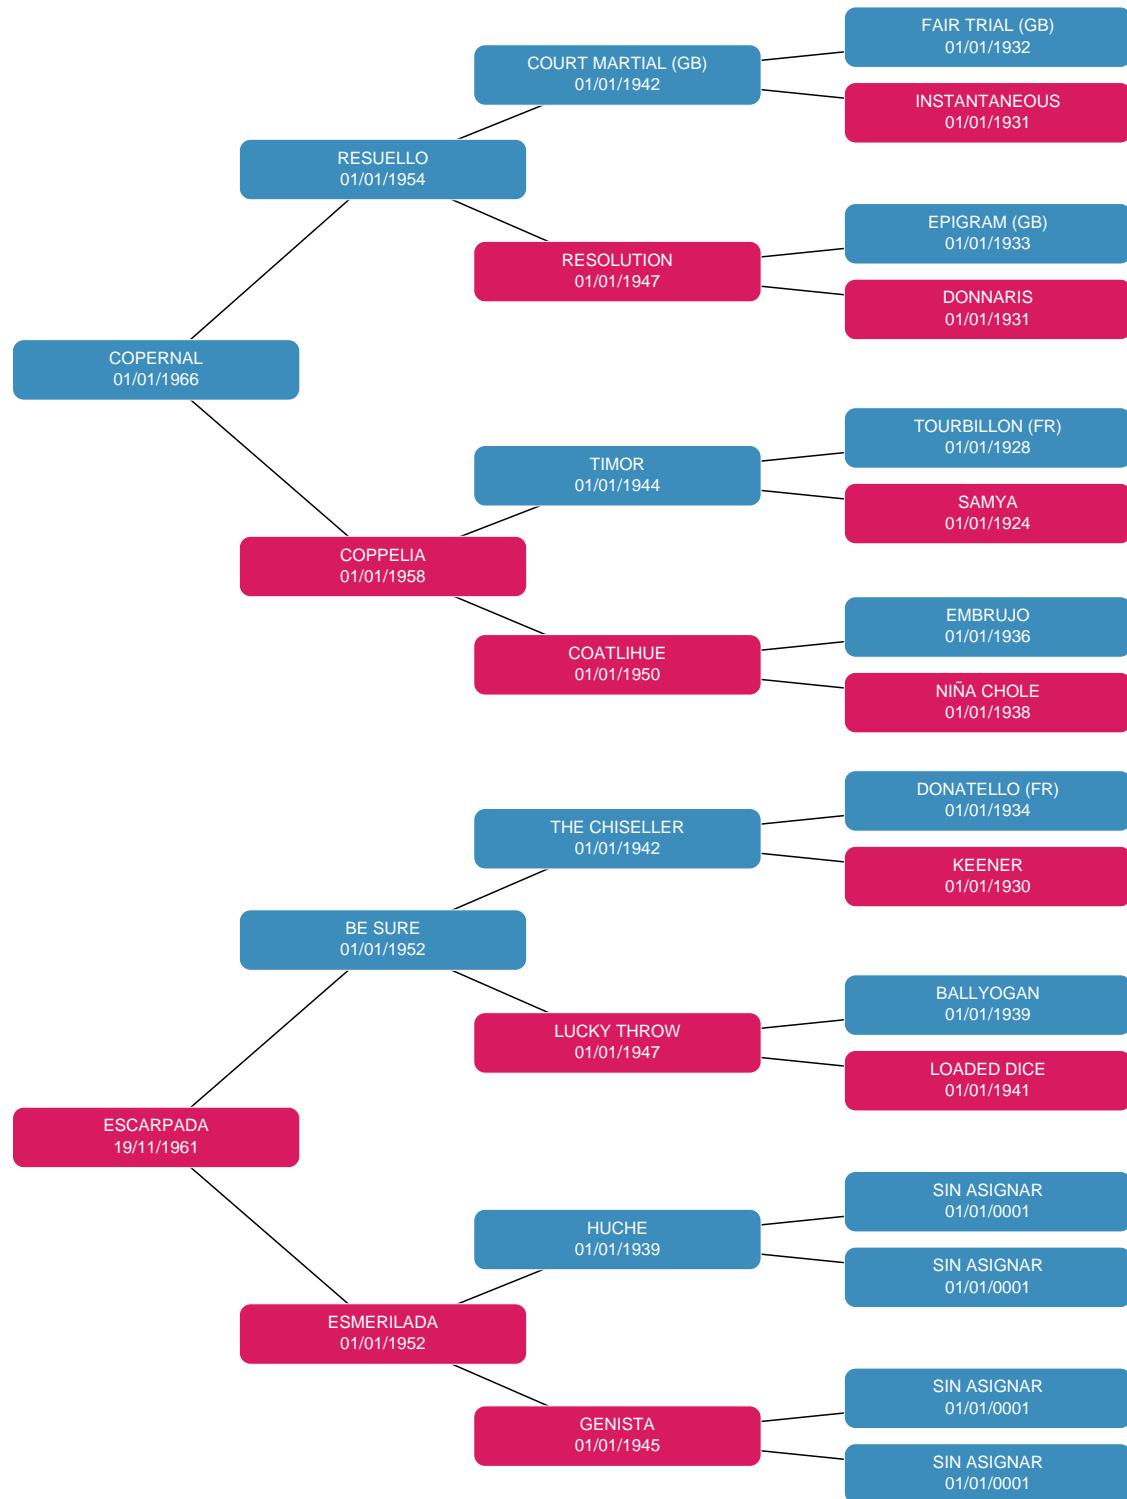 FAIR TRIAL (GB)
01/01/1932
COURT MARTIAL (GB)
01/01/1942
INSTANTANEOUS
01/01/1931
RESUELLO
01/01/1954
EPIGRAM (GB)
01/01/1933
RESOLUTION
01/01/1947
DONNARIS
01/01/1931
COPERNAL
01/01/1966
TOURBILLON (FR)
01/01/1928
TIMOR
01/01/1944
SAMYA
01/01/1924
COPPELIA
01/01/1958
EMBRUJO
01/01/1936
COATLIHUE
01/01/1950
NIÑA CHOLE
01/01/1938
DONATELLO (FR)
01/01/1934
THE CHISELLER
01/01/1942
KEENER
01/01/1930
BE SURE
01/01/1952
BALLYOGAN
01/01/1939
LUCKY THROW
01/01/1947
LOADED DICE
01/01/1941
ESCARPADA
19/11/1961
SIN ASIGNAR
01/01/0001
HUCHE
01/01/1939
SIN ASIGNAR
01/01/0001
ESMERILADA
01/01/1952
SIN ASIGNAR
01/01/0001
GENISTA
01/01/1945
SIN ASIGNAR
01/01/0001